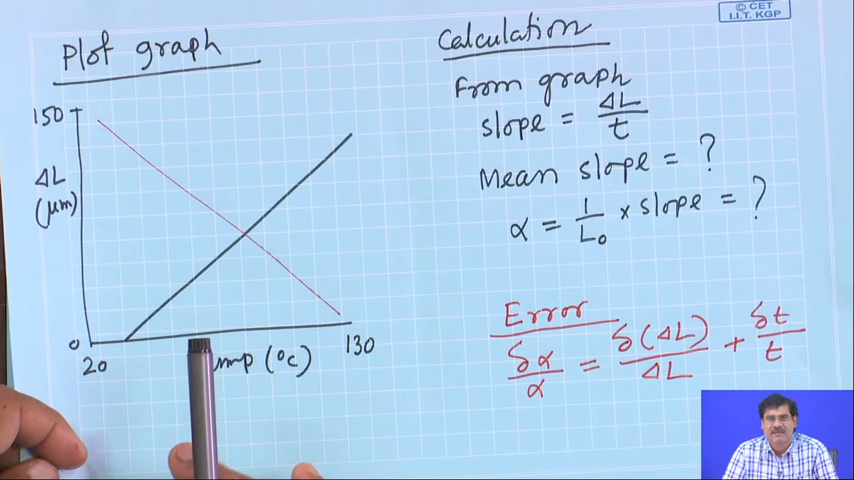 © CET
I.I.T. KGP
Plot graph
150
ΔL
(μm)
0
20
mp (°C)
130
Calculation
From graph
slope = ΔL/t
Mean slope = ?
α = 1/L₀ × slope = ?
Error
δα/α = δ(ΔL)/ΔL + δt/t